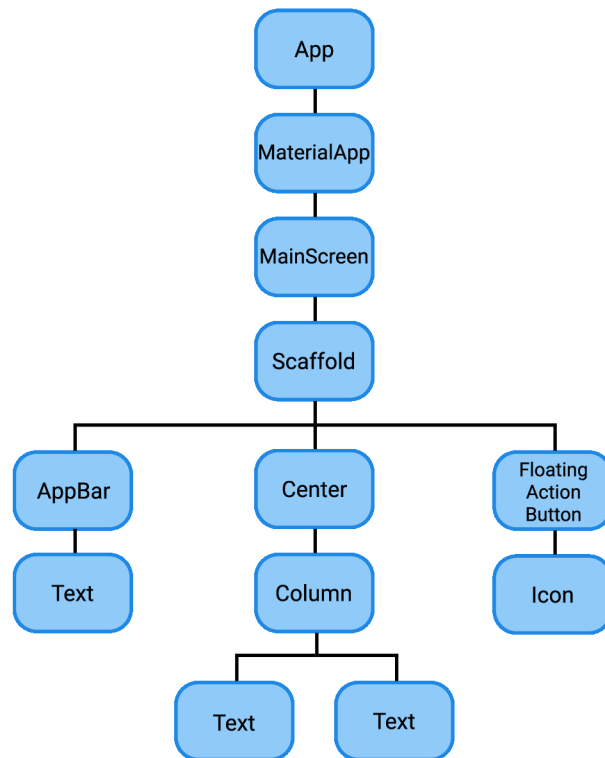 App
MaterialApp
MainScreen
Scaffold
AppBar
Center
Floating
Action
Button
Text
Column
Icon
Text
Text